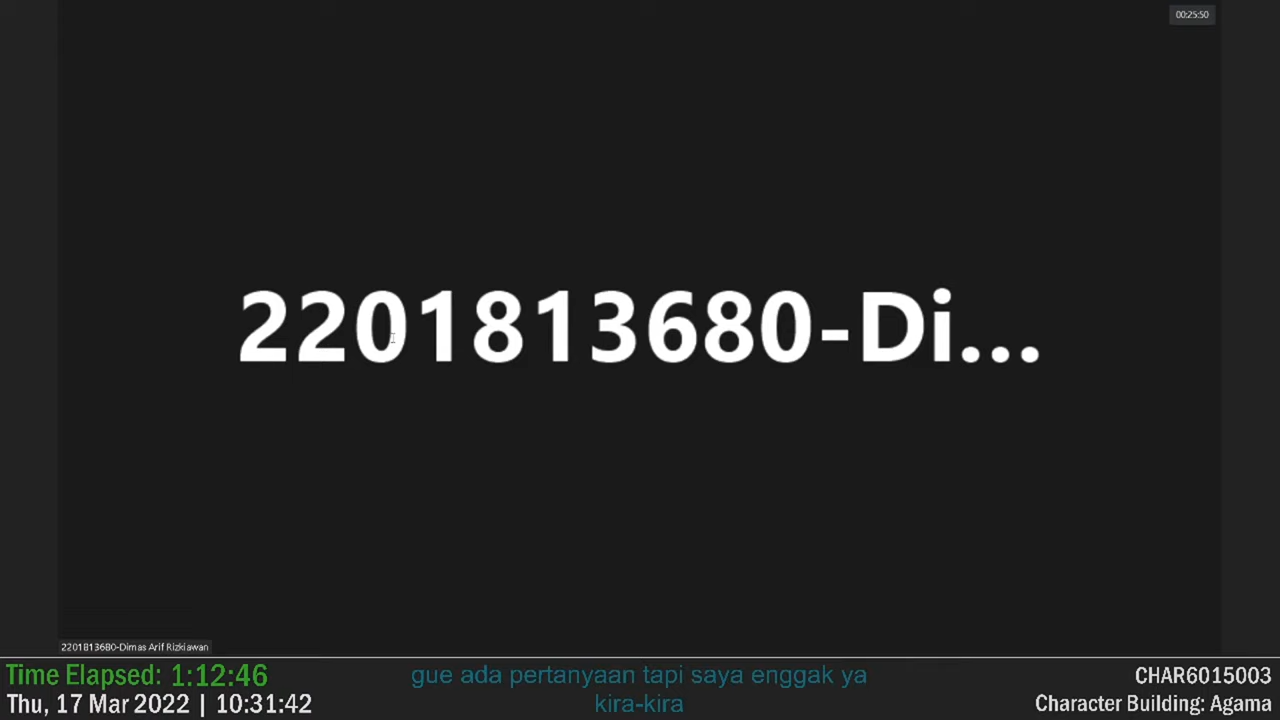 00:25:50
2201813680-Di...
2201813680-Dimas Arif Rizkiawan
Time Elapsed: 1:12:46
Thu, 17 Mar 2022 | 10:31:42
gue ada pertanyaan tapi saya enggak ya
kira-kira
CHAR6015003
Character Building: Agama